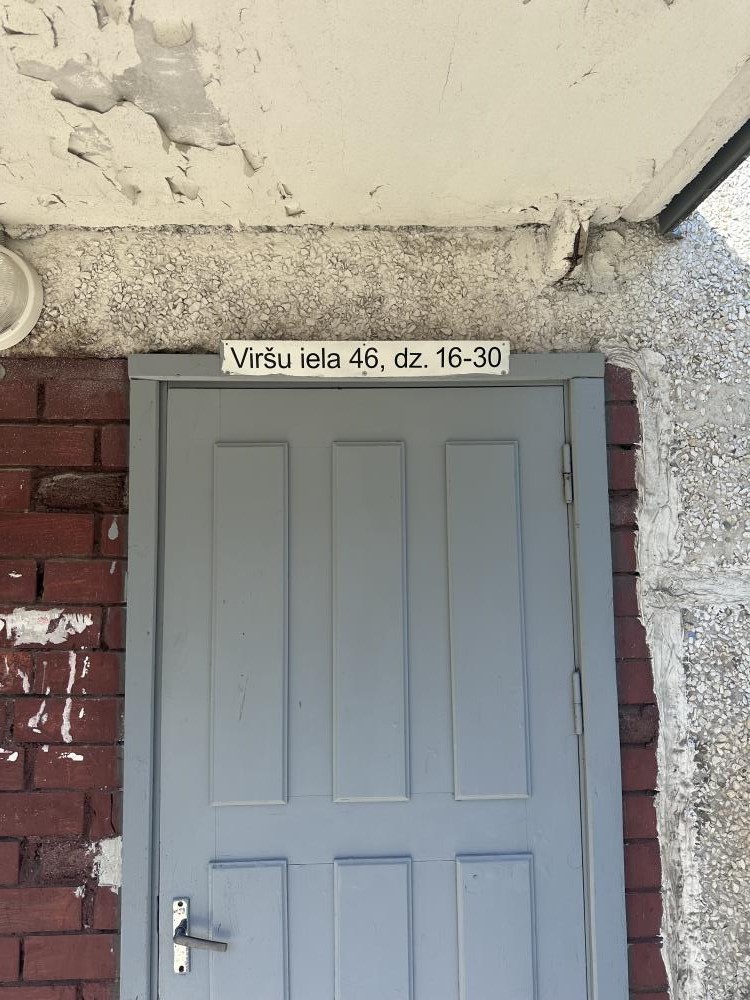 Viršu iela 46, dz. 16-30